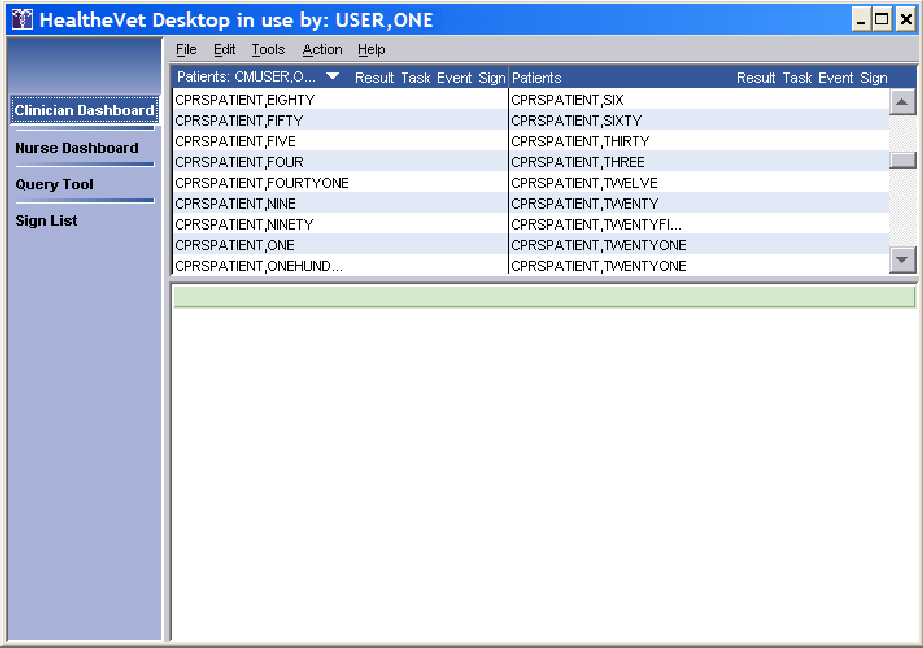 HealtheVet Desktop in use by: USER,ONE
File Edit Tools Action Help
Clinician Dashboard
Nurse Dashboard
Query Tool
Sign List
Patients: CMUSER,O... Result Task Event Sign Patients Result Task Event Sign
CPRSPATIENT,EIGHTY CPRSPATIENT,SIX
CPRSPATIENT,FIFTY CPRSPATIENT,SIXTY
CPRSPATIENT,FIVE CPRSPATIENT,THIRTY
CPRSPATIENT,FOUR CPRSPATIENT,THREE
CPRSPATIENT,FOURTYONE CPRSPATIENT,TWELVE
CPRSPATIENT,NINE CPRSPATIENT,TWENTY
CPRSPATIENT,NINETY CPRSPATIENT,TWENTYFI...
CPRSPATIENT,ONE CPRSPATIENT,TWENTYONE
CPRSPATIENT,ONEHUND... CPRSPATIENT,TWENTYONE